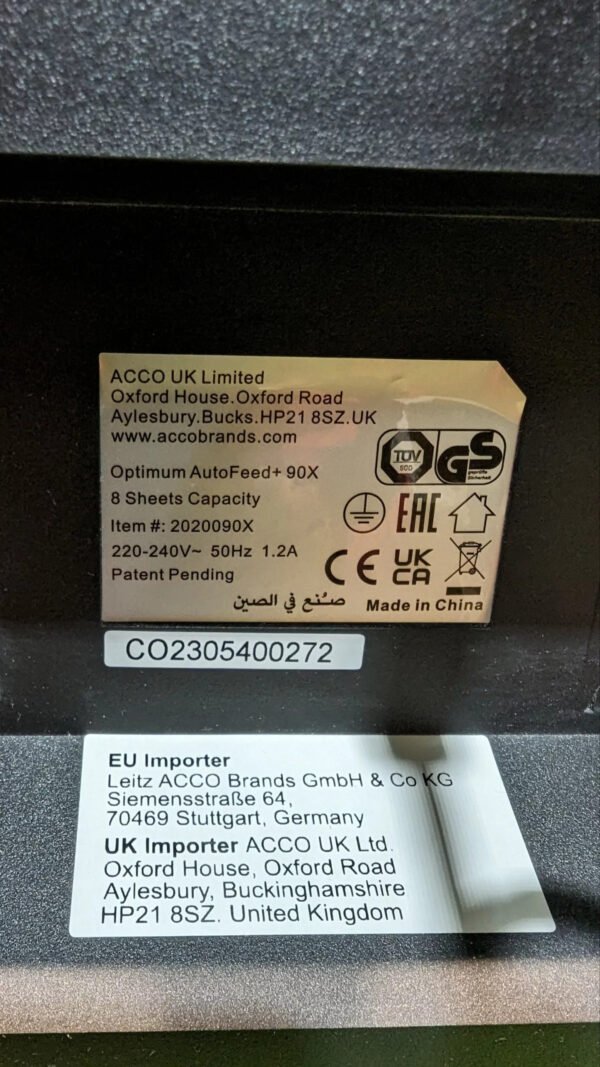 ACCO UK Limited
Oxford House.Oxford Road
Aylesbury.Bucks.HP21 8SZ.UK
www.accobrands.com
TÜV
SÜD
GS
geprüfte
Sicherheit
Optimum AutoFeed+ 90X
8 Sheets Capacity
Item #: 2020090X
EAC
220-240V~ 50Hz 1.2A
Patent Pending
CE
UK
CA
صُنع في الصين
Made in China
CO2305400272
EU Importer
Leitz ACCO Brands GmbH & Co KG
Siemensstraße 64,
70469 Stuttgart, Germany
UK Importer ACCO UK Ltd.
Oxford House, Oxford Road
Aylesbury, Buckinghamshire
HP21 8SZ. United Kingdom